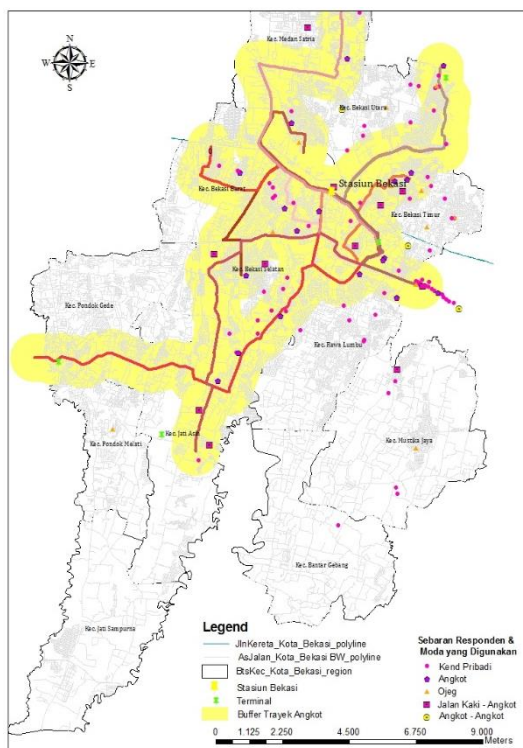 N
W
E
S
Kec. Medan Satria
Kec. Bekasi Utara
Stasiun Bekasi
Kec. Bekasi Barat
Kec. Bekasi Timur
Kec. Bekasi Selatan
Kec. Pondok Gede
Kec. Rawa Lumbu
Kec. Jati Asih
Kec. Pondok Melati
Kec. Mustika Jaya
Kec. Bantar Gebang
Kec. Jati Sampurna
Legend
JlnKereta_Kota_Bekasi_polyline
AsJalan_Kota_Bekasi BW_polyline
BtsKec_Kota_Bekasi_region
Stasiun Bekasi
Terminal
Buffer Trayek Angkot
Sebaran Responden &
Moda yang Digunakan
Kend Pribadi
Angkot
Ojeg
Jalan Kaki - Angkot
Angkot - Angkot
0 1.125 2.250 4.500 6.750 9.000
Meters